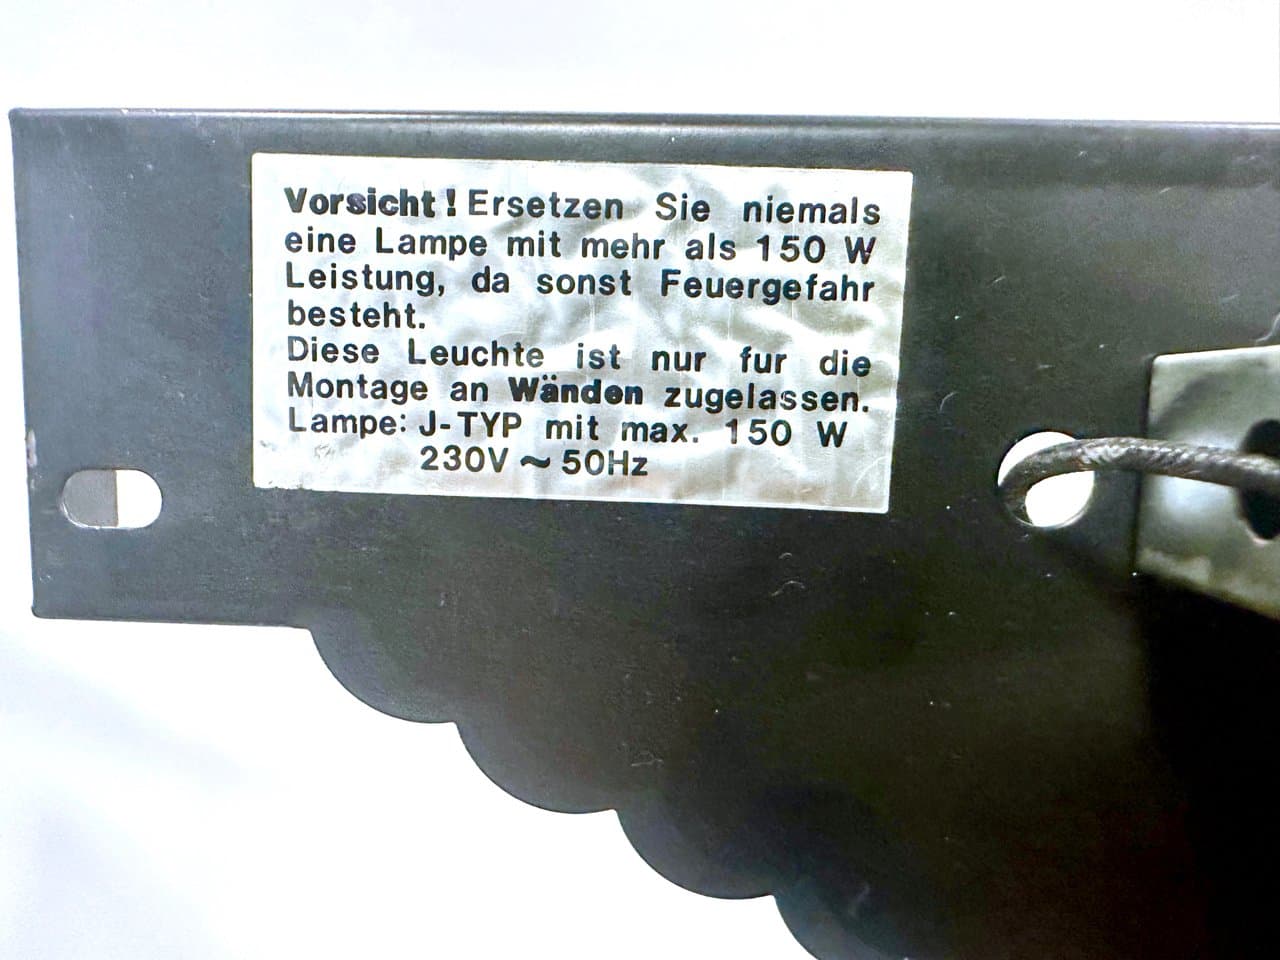 Vorsicht! Ersetzen Sie niemals
eine Lampe mit mehr als 150 W
Leistung, da sonst Feuergefahr
besteht.
Diese Leuchte ist nur fur die
Montage an Wänden zugelassen.
Lampe: J-TYP mit max. 150 W
230V ~ 50Hz